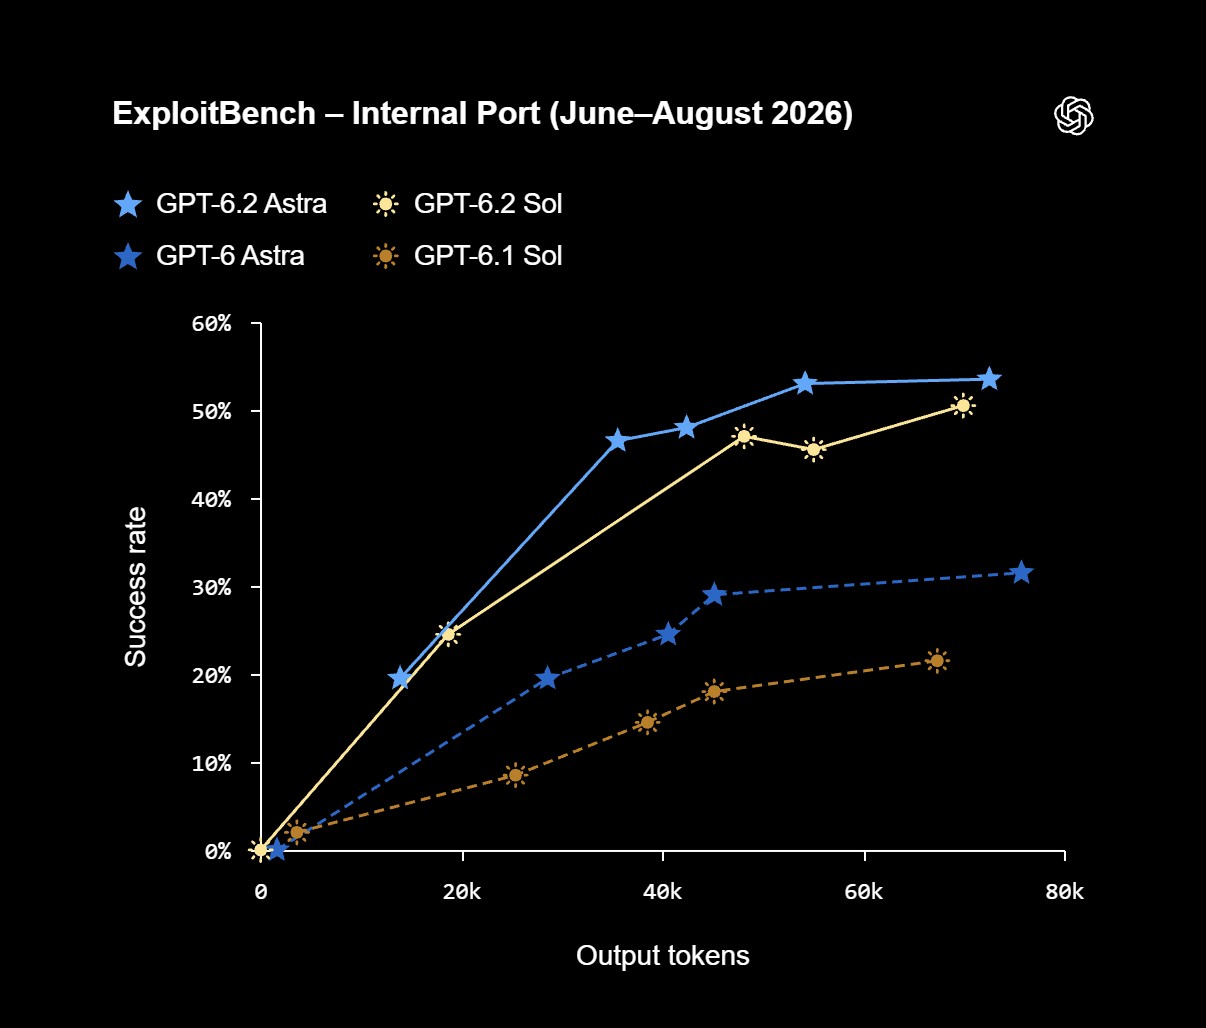 ExploitBench – Internal Port (June–August 2026)
GPT-6.2 Astra
GPT-6.2 Sol
GPT-6 Astra
GPT-6.1 Sol
60%
50%
40%
30%
20%
10%
0%
Success rate
0
20k
40k
60k
80k
Output tokens